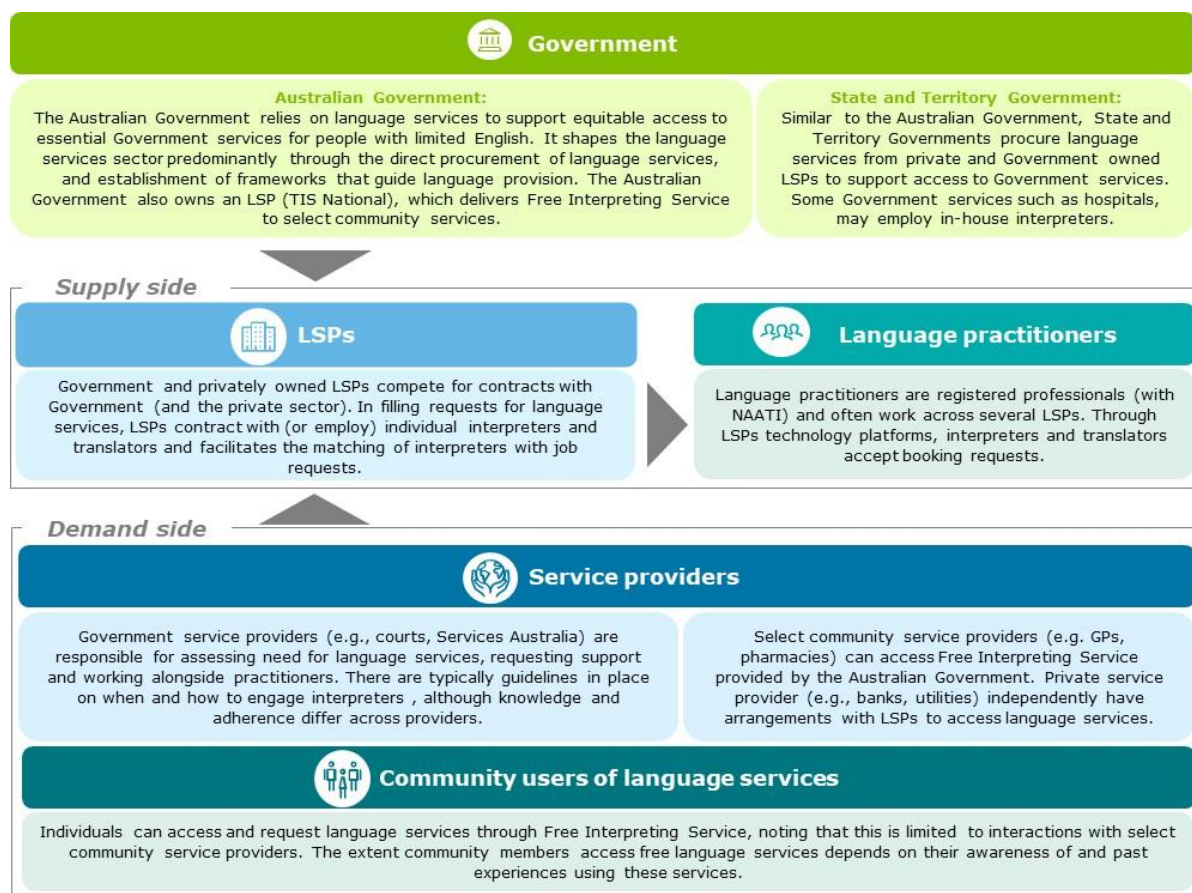 Government
Australian Government:
The Australian Government relies on language services to support equitable access to
essential Government services for people with limited English. It shapes the language
services sector predominantly through the direct procurement of language services,
and establishment of frameworks that guide language provision. The Australian
Government also owns an LSP (TIS National), which delivers Free Interpreting Service
to select community services.
State and Territory Government:
Similar to the Australian Government, State and
Territory Governments procure language
services from private and Government owned
LSPs to support access to Government services.
Some Government services such as hospitals,
may employ in-house interpreters.
Supply side
LSPs
Government and privately owned LSPs compete for contracts with
Government (and the private sector). In filling requests for language
services, LSPs contract with (or employ) individual interpreters and
translators and facilitates the matching of interpreters with job
requests.
Language practitioners
Language practitioners are registered professionals (with
NAATI) and often work across several LSPs. Through
LSPs technology platforms, interpreters and translators
accept booking requests.
Demand side
Service providers
Government service providers (e.g., courts, Services Australia) are
responsible for assessing need for language services, requesting support
and working alongside practitioners. There are typically guidelines in place
on when and how to engage interpreters , although knowledge and
adherence differ across providers.
Select community service providers (e.g. GPs,
pharmacies) can access Free Interpreting Service
provided by the Australian Government. Private service
provider (e.g., banks, utilities) independently have
arrangements with LSPs to access language services.
Community users of language services
Individuals can access and request language services through Free Interpreting Service, noting that this is limited to interactions with select
community service providers. The extent community members access free language services depends on their awareness of and past
experiences using these services.